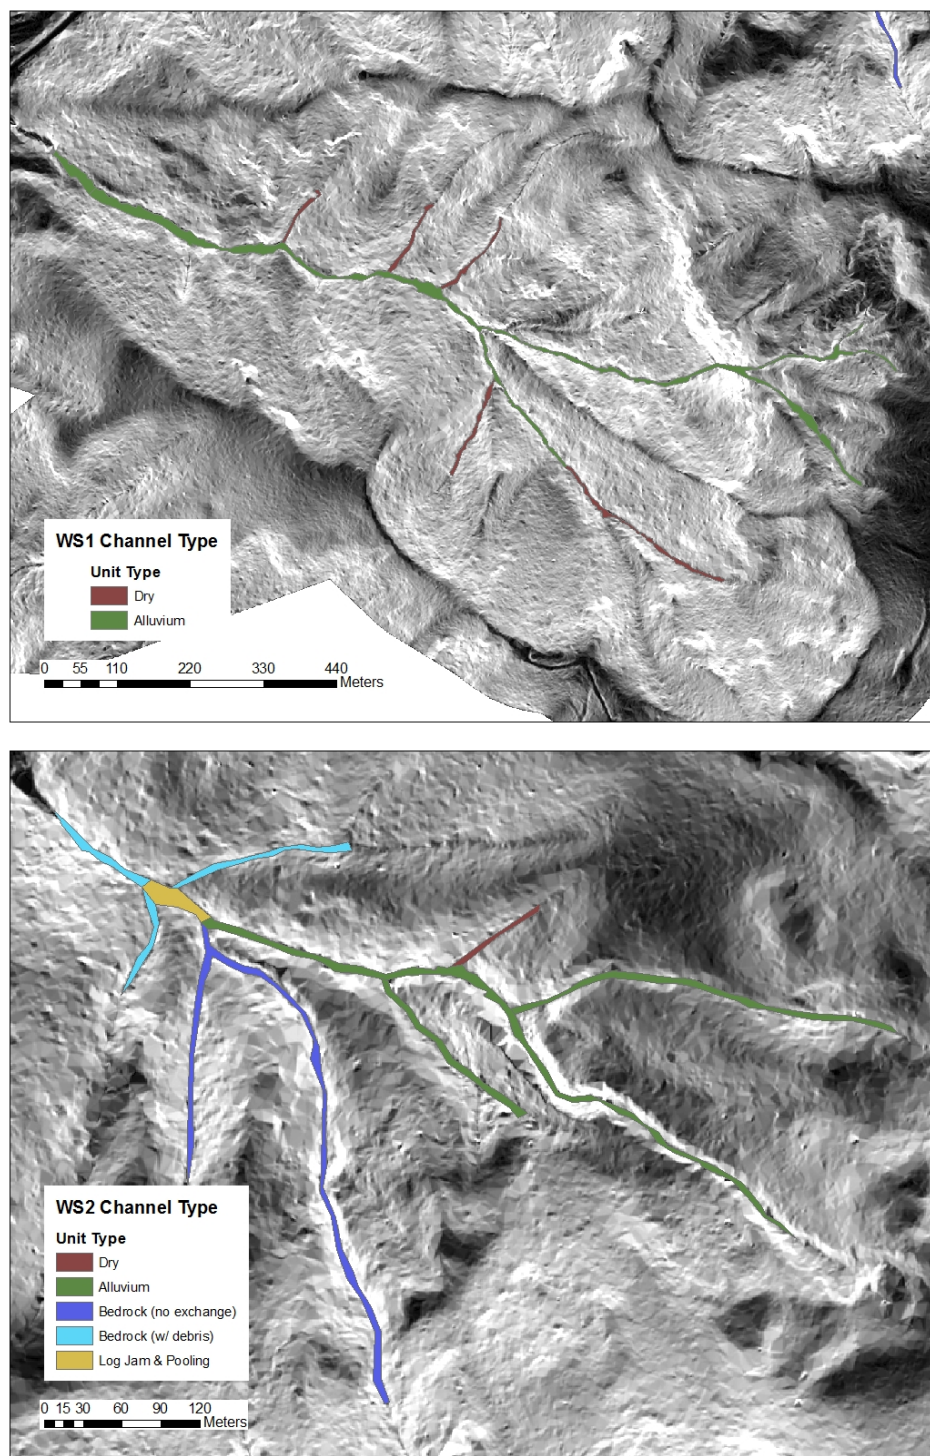 WS1 Channel Type
Unit Type
Dry
Alluvium
0 55 110 220 330 440
Meters
WS2 Channel Type
Unit Type
Dry
Alluvium
Bedrock (no exchange)
Bedrock (w/ debris)
Log Jam & Pooling
0 15 30 60 90 120
Meters